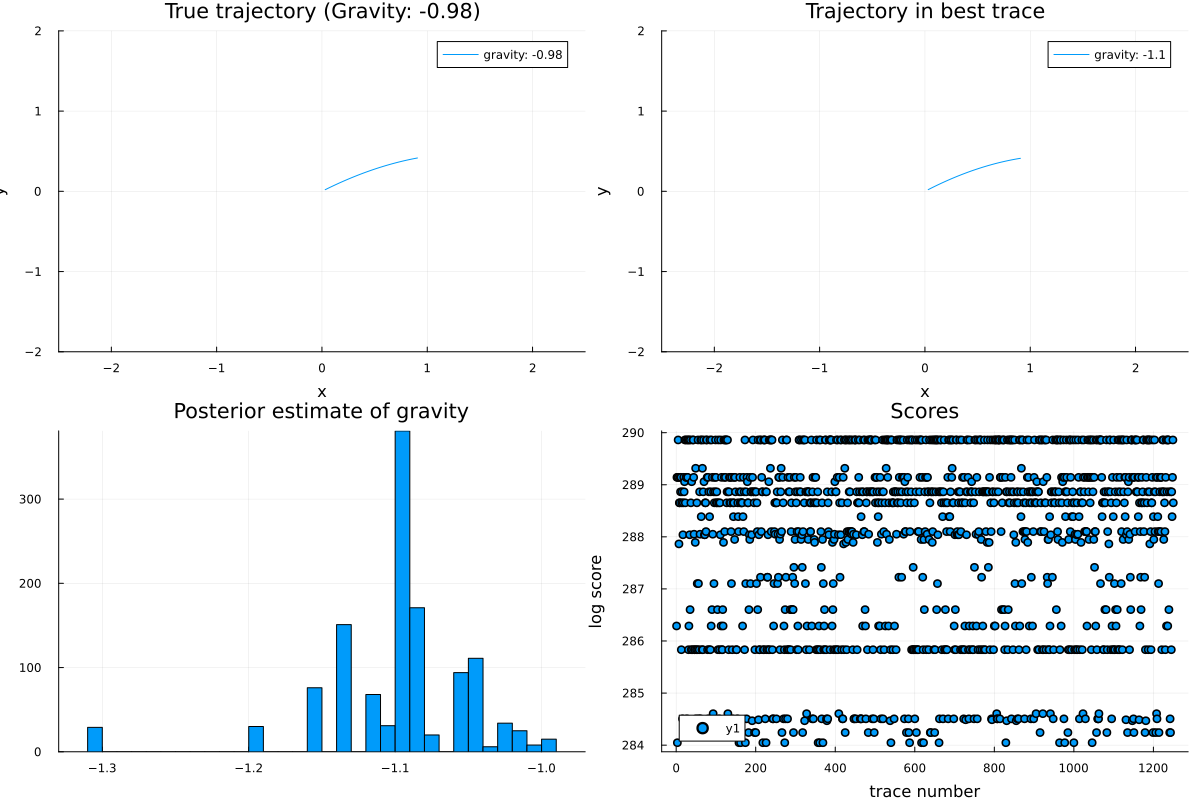 True trajectory (Gravity: -0.98)
2
1
0
−1
−2
y
gravity: -0.98
−2 −1 0 1 2
x
Trajectory in best trace
2
1
0
−1
−2
y
gravity: -1.1
−2 −1 0 1 2
x
Posterior estimate of gravity
300
200
100
0
−1.3 −1.2 −1.1 −1.0
Scores
290
289
288
287
286
285
284
log score
y1
0 200 400 600 800 1000 1200
trace number